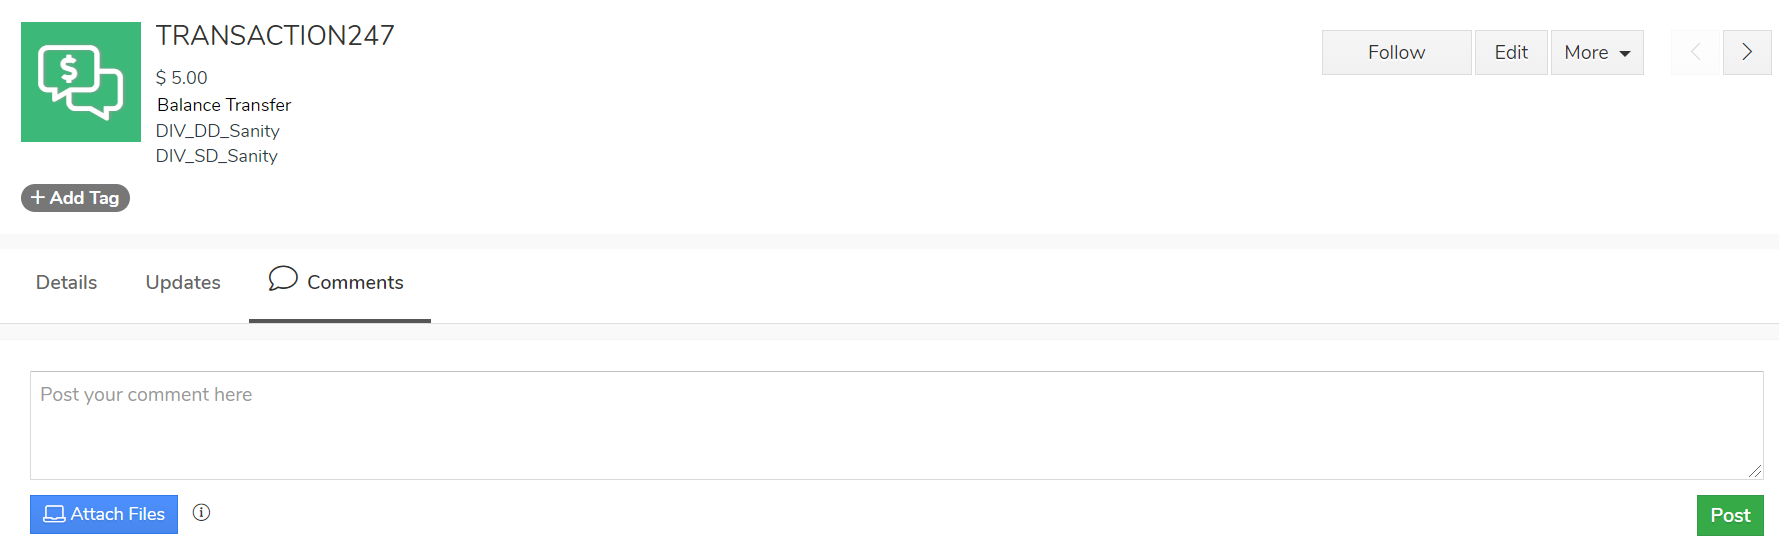 TRANSACTION247
$ 5.00
Balance Transfer
DIV_DD_Sanity
DIV_SD_Sanity
+ Add Tag
Follow
Edit
More
Details
Updates
Comments
Post your comment here
Attach Files
Post